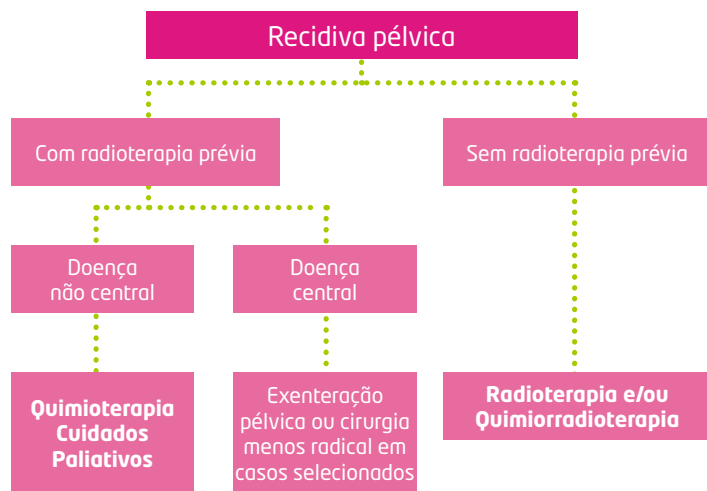 Recidiva pélvica
Com radioterapia prévia
Sem radioterapia prévia
Doença
não central
Doença
central
Quimioterapia
Cuidados
Paliativos
Exenteração
pélvica ou cirurgia
menos radical em
casos selecionados
Radioterapia e/ou
Quimiorradioterapia